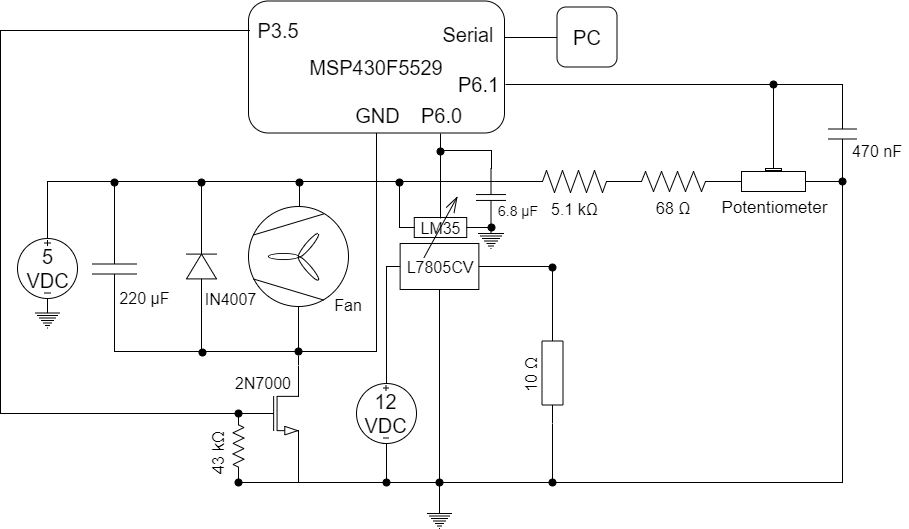 P3.5
Serial
PC
MSP430F5529
P6.1
GND
P6.0
470 nF
6.8 µF
5.1 kΩ
68 Ω
Potentiometer
LM35
5
VDC
+
−
L7805CV
220 µF
IN4007
Fan
10 Ω
2N7000
+
12
VDC
−
43 kΩ